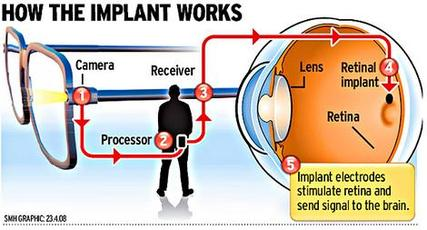 HOW THE IMPLANT WORKS
Camera
1
Processor 2
Receiver
3
Lens
Retinal
implant
4
Retina
5
Implant electrodes
stimulate retina and
send signal to the brain.
SMH GRAPHIC: 23.4.08